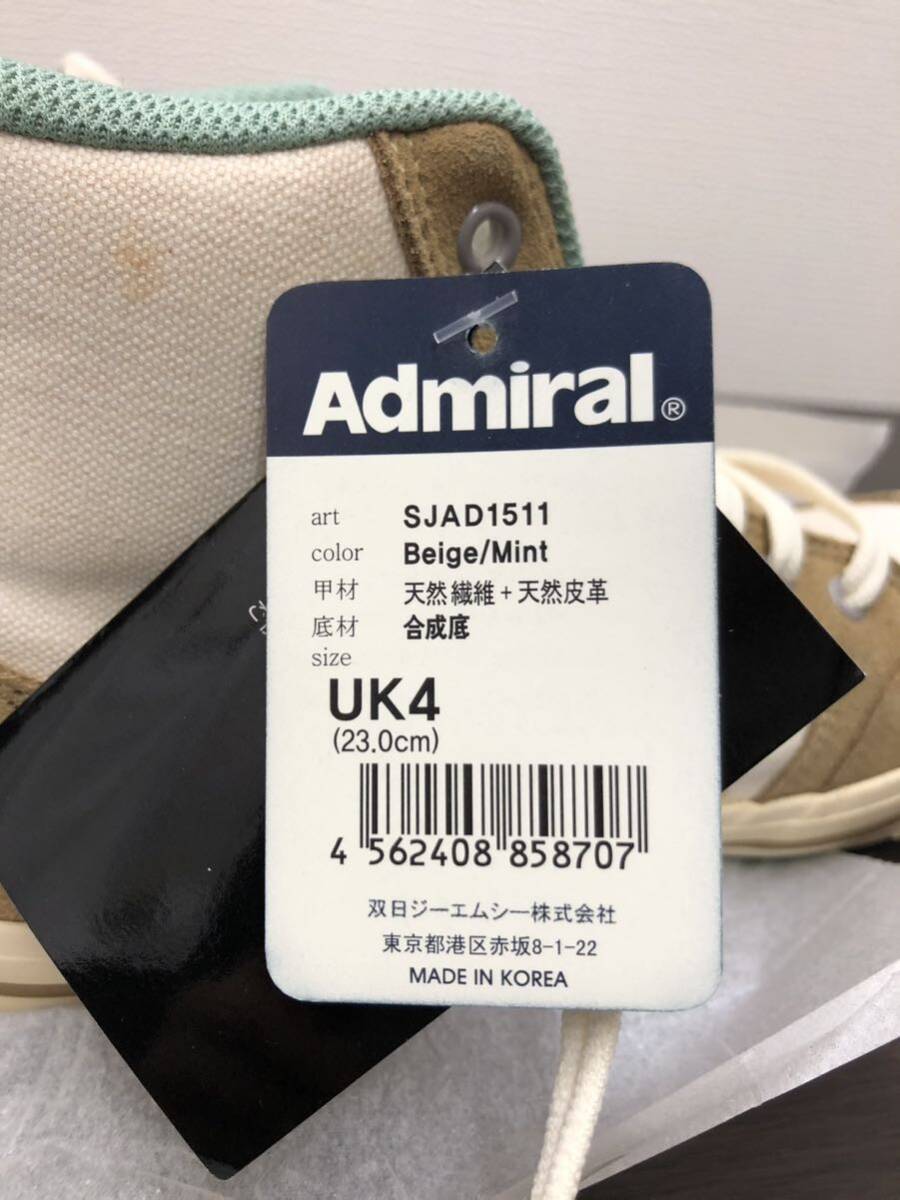 Admiral®
art SJAD1511
color Beige/Mint
甲材 天然繊維+天然皮革
底材 合成底
size
UK4
(23.0cm)
4 562408 858707
双日ジーエムシー株式会社
東京都港区赤坂8-1-22
MADE IN KOREA